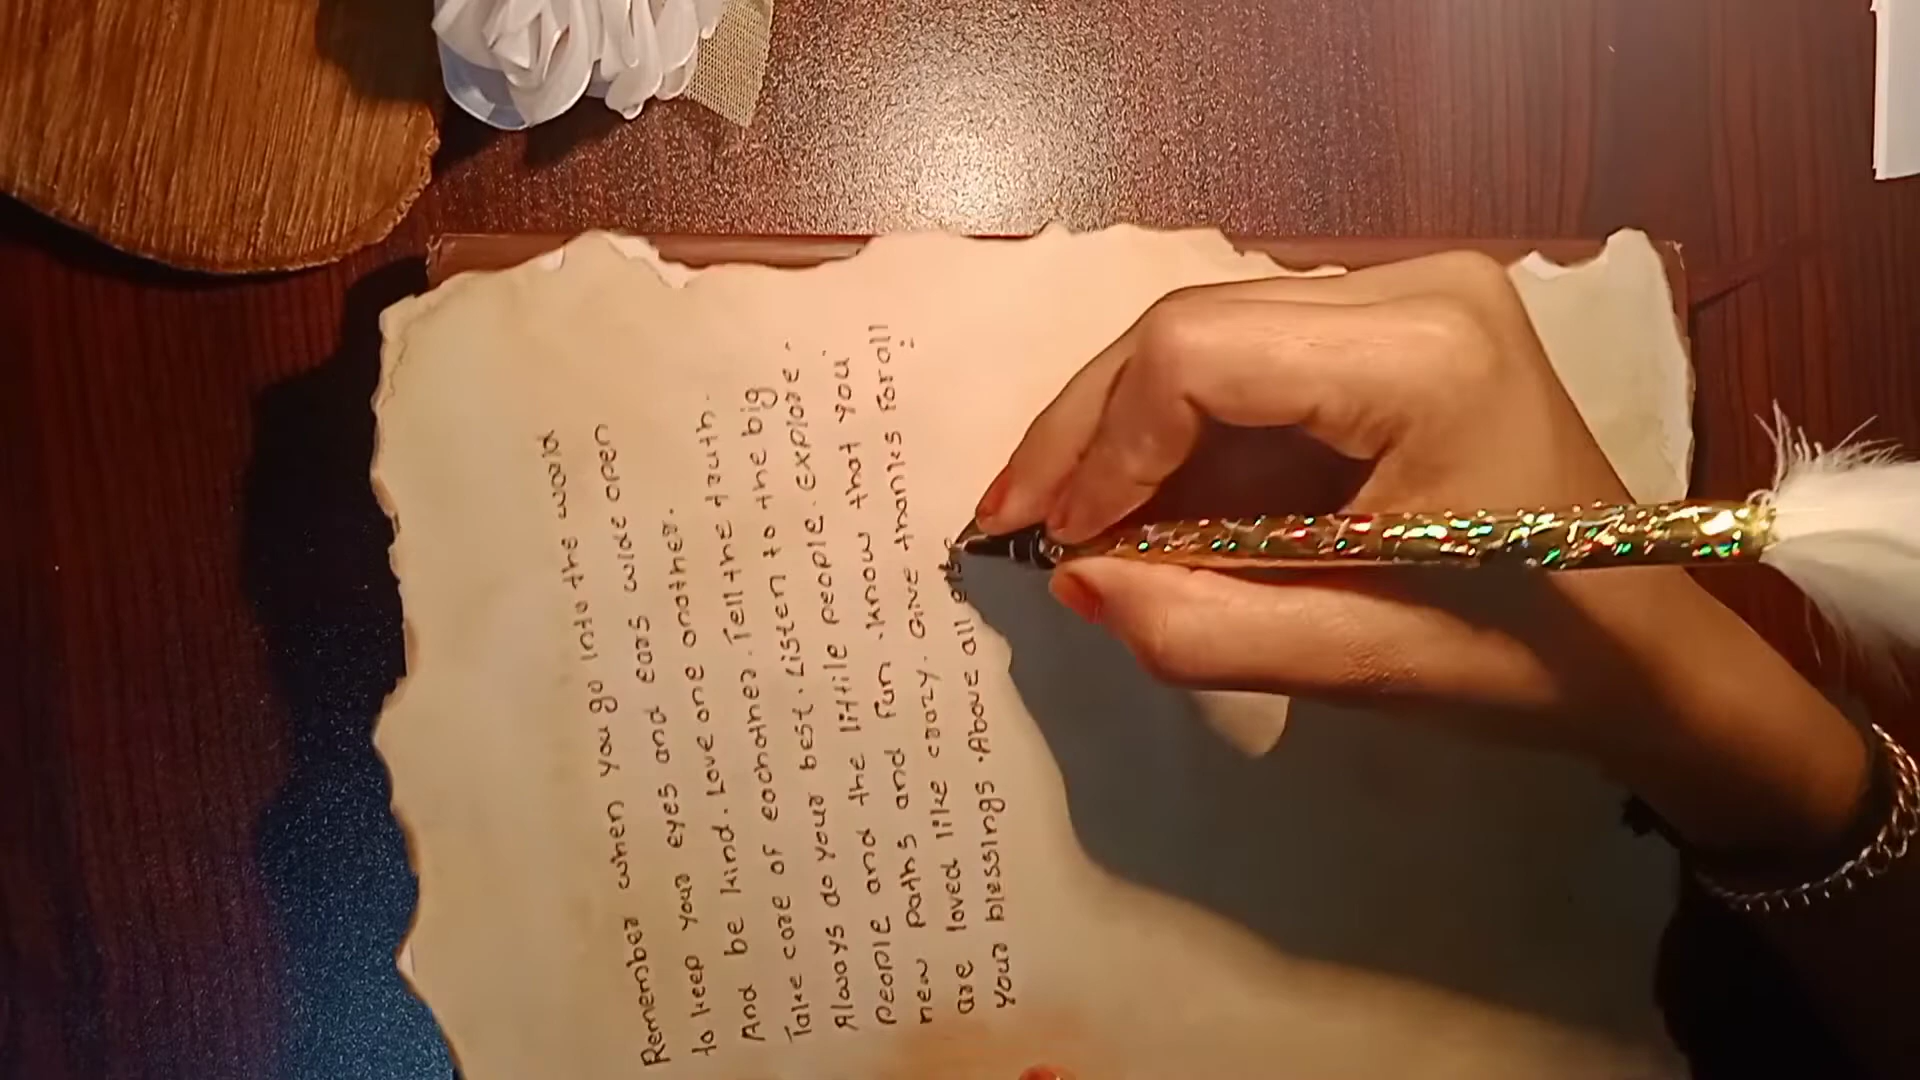 Remember when you go into the world
to keep your eyes and ears wide open
And be kind. Love one another.
Take care of eachother. Tell the truth.
Always do your best. Listen to the big
people and the littile people. Explore.
new paths and fun. know that you
are loved like crazy. Give thanks for all
your blessings. Above all else